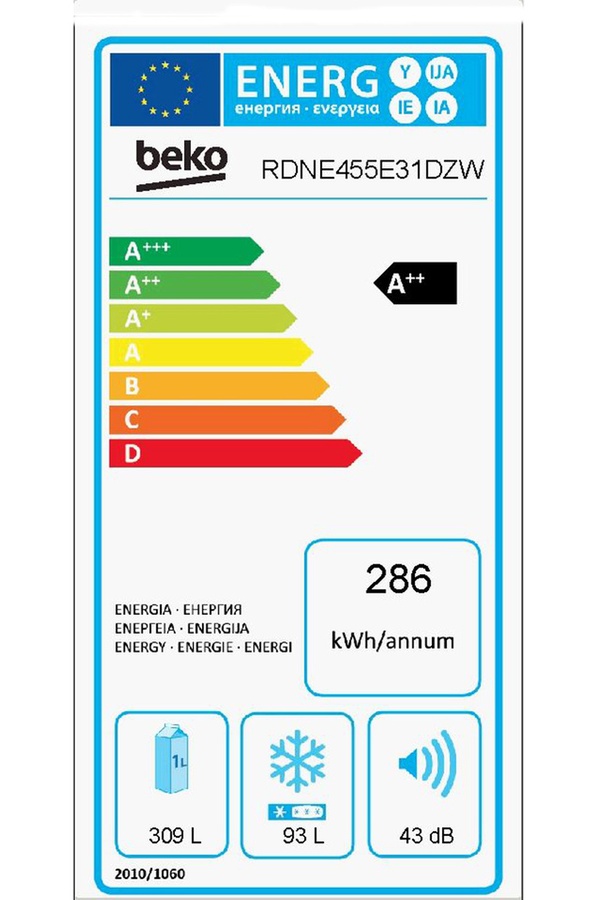 ENERG Y IJA
енергия · ενεργεια IE IA
beko RDNE455E31DZW
A+++
A++
A++
A+
A
B
C
D
286
kWh/annum
ENERGIA · ЕНЕРГИЯ
ΕΝΕΡΓΕΙΑ · ENERGIJA
ENERGY · ENERGIE · ENERGI
1L
309 L
93 L
43 dB
2010/1060